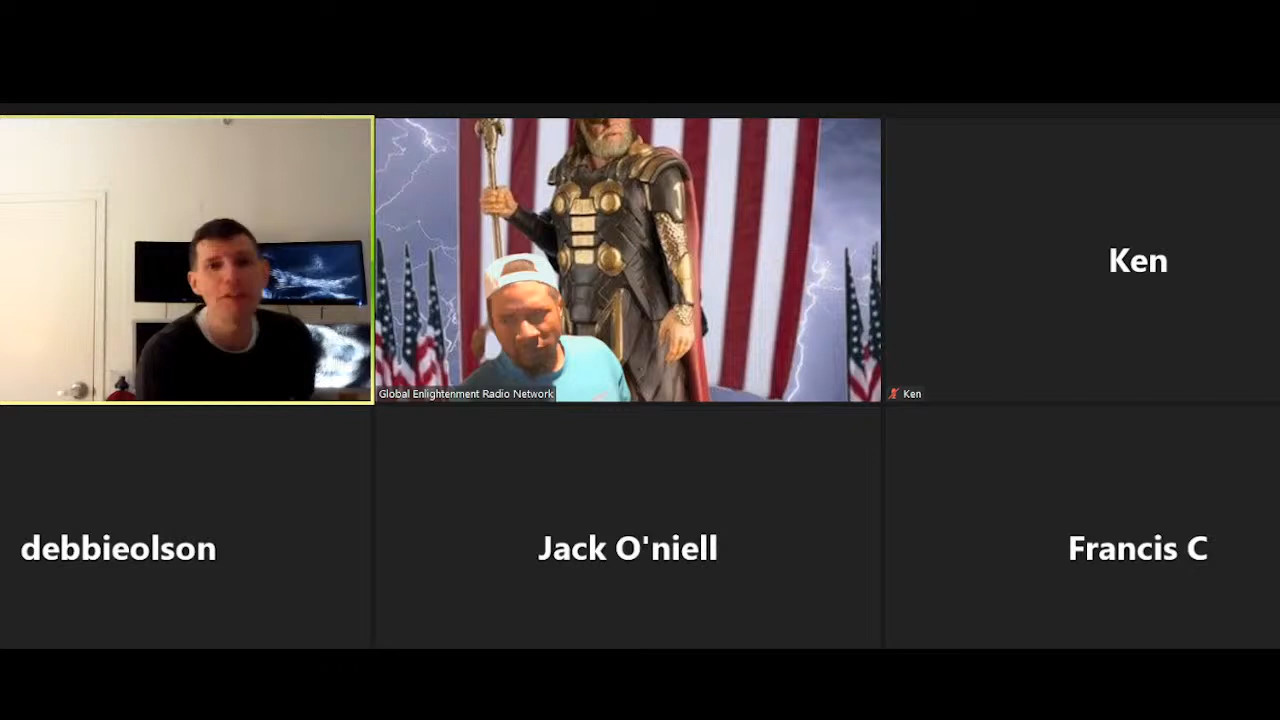 Ken
Global Enlightenment Radio Network
Ken
debbieolson
Jack O'niell
Francis C